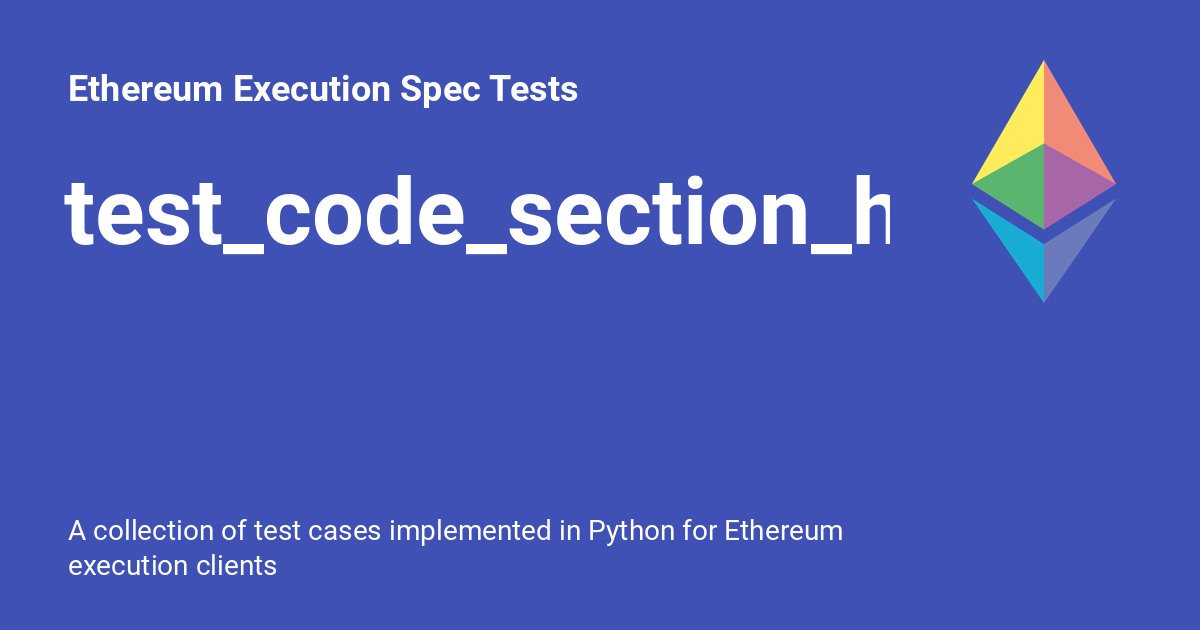 Ethereum Execution Spec Tests
test_code_section_h
A collection of test cases implemented in Python for Ethereum
execution clients